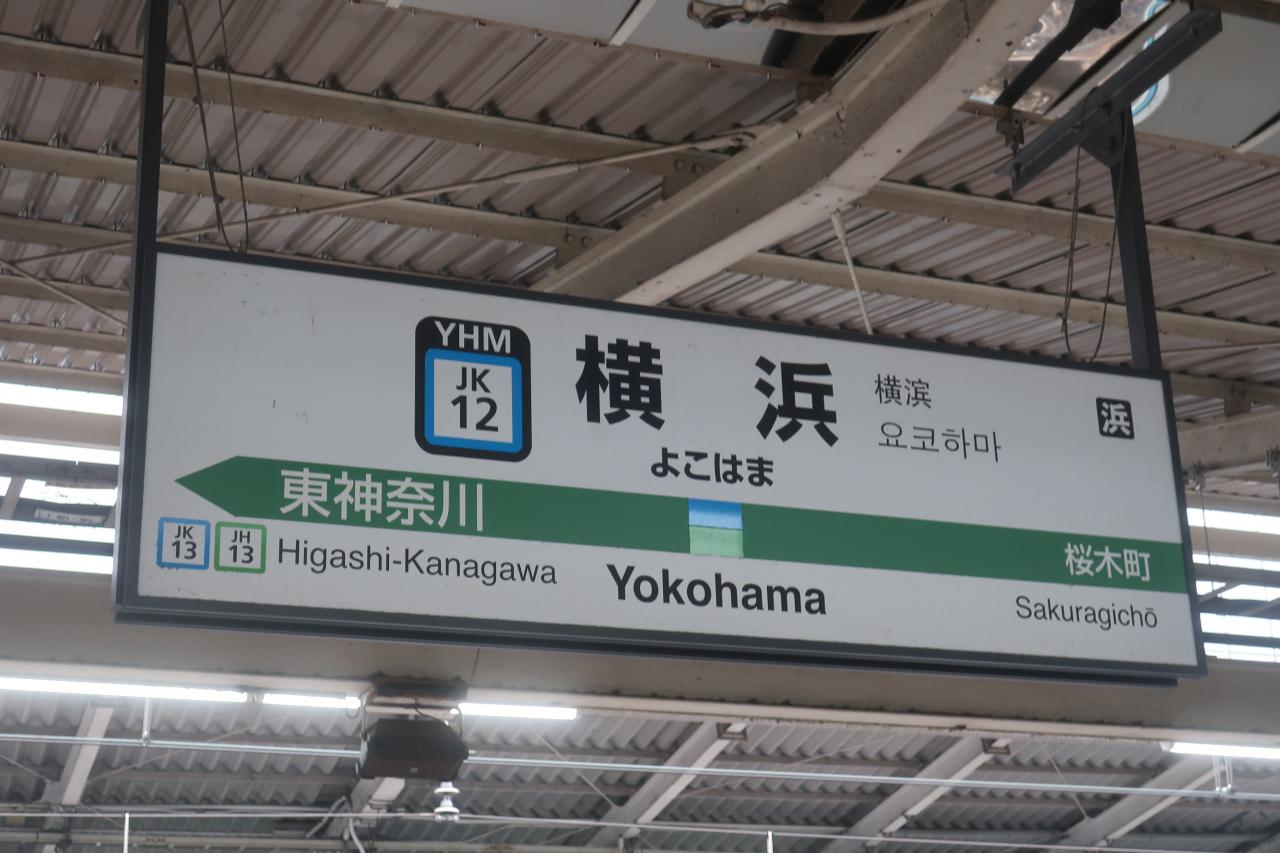 YHM
JK
12
横浜
よこはま
横滨
요코하마
浜
東神奈川
桜木町
JK
13
JH
13
Higashi-Kanagawa
Yokohama
Sakuragichō